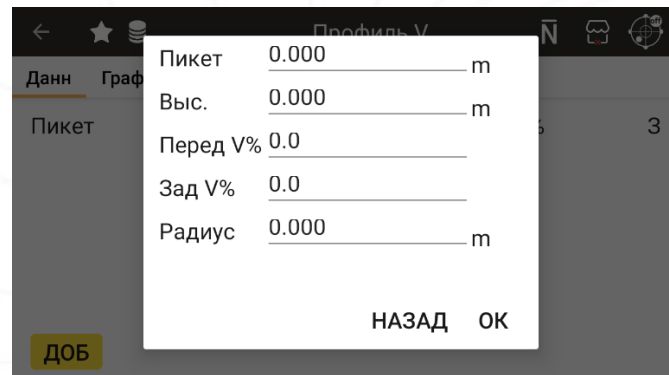 Профиль V
N
Данн Граф
Пикет 3
Пикет 0.000 m
Выс. 0.000 m
Перед V% 0.0
Зад V% 0.0
Радиус 0.000 m
НАЗАД OK
ДОБ